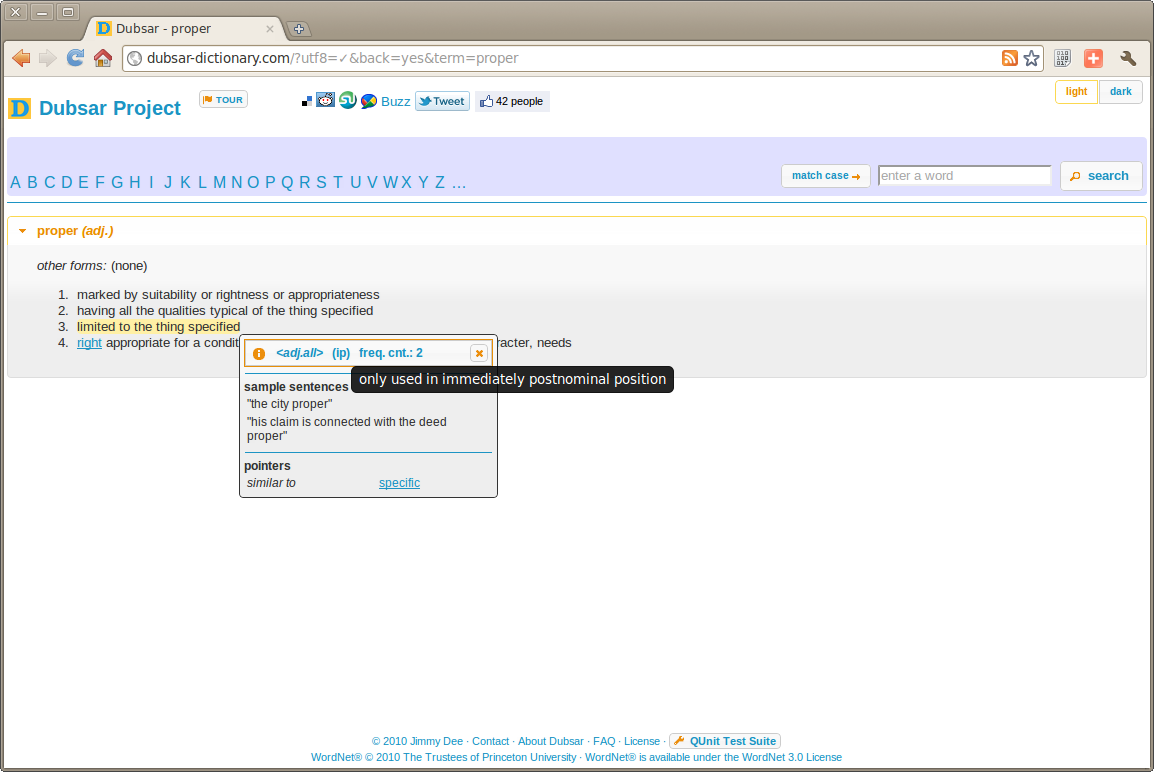 Dubsar - proper
dubsar-dictionary.com/?utf8=✓&back=yes&term=proper
D Dubsar Project
TOUR
Buzz
Tweet
42 people
light
dark
A B C D E F G H I J K L M N O P Q R S T U V W X Y Z ...
match case
enter a word
search
proper (adj.)
other forms: (none)
1. marked by suitability or rightness or appropriateness
2. having all the qualities typical of the thing specified
3. limited to the thing specified
4. right appropriate for a condit
racter, needs
<adj.all> (ip) freq. cnt.: 2
only used in immediately postnominal position
sample sentences
"the city proper"
"his claim is connected with the deed
proper"
pointers
similar to specific
© 2010 Jimmy Dee · Contact · About Dubsar · FAQ · License · QUnit Test Suite
WordNet® © 2010 The Trustees of Princeton University · WordNet® is available under the WordNet 3.0 License